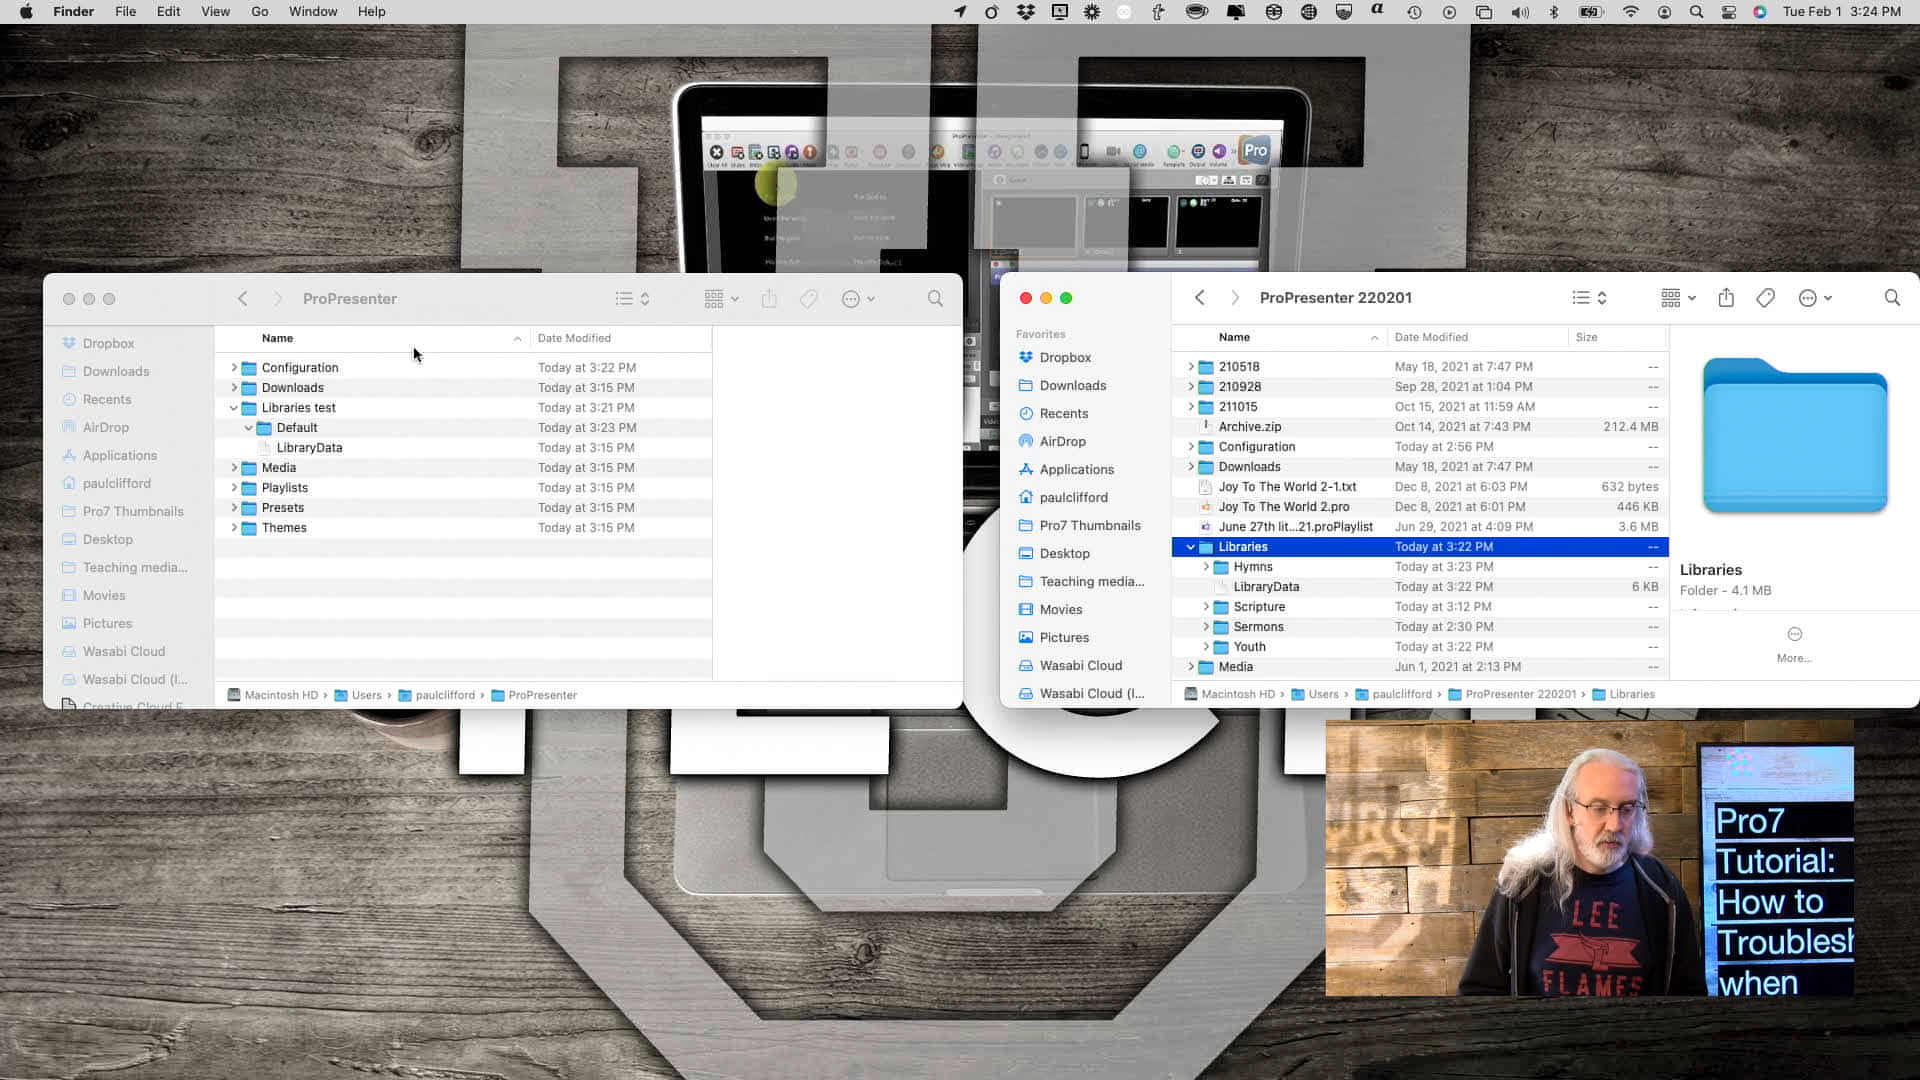 Finder File Edit View Go Window Help
Tue Feb 1 3:24 PM
Pro
ProPresenter
Name
Date Modified
Dropbox
Downloads
Recents
AirDrop
Applications
paulclifford
Pro7 Thumbnails
Desktop
Teaching media...
Movies
Pictures
Wasabi Cloud
Wasabi Cloud (I...
Configuration Today at 3:22 PM
Downloads Today at 3:15 PM
Libraries test Today at 3:21 PM
Default Today at 3:23 PM
LibraryData Today at 3:15 PM
Media Today at 3:15 PM
Playlists Today at 3:15 PM
Presets Today at 3:15 PM
Themes Today at 3:15 PM
Macintosh HD › Users › paulclifford › ProPresenter
ProPresenter 220201
Favorites
Dropbox
Downloads
Recents
AirDrop
Applications
paulclifford
Pro7 Thumbnails
Desktop
Teaching media...
Movies
Pictures
Wasabi Cloud
Wasabi Cloud (I...
Name Date Modified Size
210518 May 18, 2021 at 7:47 PM --
210928 Sep 28, 2021 at 1:04 PM --
211015 Oct 15, 2021 at 11:59 AM --
Archive.zip Oct 14, 2021 at 7:43 PM 212.4 MB
Configuration Today at 2:56 PM --
Downloads May 18, 2021 at 7:47 PM --
Joy To The World 2-1.txt Dec 8, 2021 at 6:03 PM 632 bytes
Joy To The World 2.pro Dec 8, 2021 at 6:01 PM 446 KB
June 27th lit...21.proPlaylist Jun 29, 2021 at 4:09 PM 3.6 MB
Libraries Today at 3:22 PM --
Hymns Today at 3:23 PM --
LibraryData Today at 3:22 PM 6 KB
Scripture Today at 3:12 PM --
Sermons Today at 2:30 PM --
Youth Today at 3:22 PM --
Media Jun 1, 2021 at 2:13 PM --
Libraries
Folder - 4.1 MB
More...
Macintosh HD › Users › paulclifford › ProPresenter 220201 › Libraries
LEE
FLAMES
Pro7
Tutorial:
How to
Troublesh
when